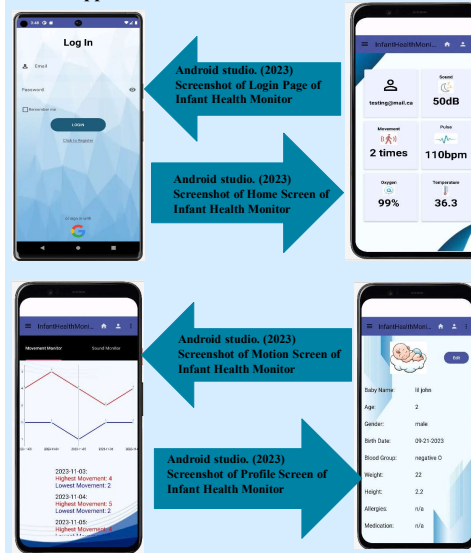 3:48
Log In
Email
Password
Remember me
LOGIN
Click to Register
or sign in with
Android studio. (2023)
Screenshot of Login Page of
Infant Health Monitor
Android studio. (2023)
Screenshot of Home Screen of
Infant Health Monitor
InfantHealthMoni...
testing@mail.ca
Sound
50dB
Movement
2 times
Pulse
110bpm
Oxygen
99%
Temperature
36.3
InfantHealthMoni...
Movement Monitor
Sound Monitor
2023-11-03:
Highest Movement: 4
Lowest Movement: 2
2023-11-04:
Highest Movement: 5
Lowest Movement: 2
2023-11-05:
Android studio. (2023)
Screenshot of Motion Screen of
Infant Health Monitor
Android studio. (2023)
Screenshot of Profile Screen of
Infant Health Monitor
InfantHealthMoni...
Edit
Baby Name: lil john
Age: 2
Gender: male
Birth Date: 09-21-2023
Blood Group: negative O
Weight: 22
Height: 2.2
Allergies: n/a
Medication: n/a